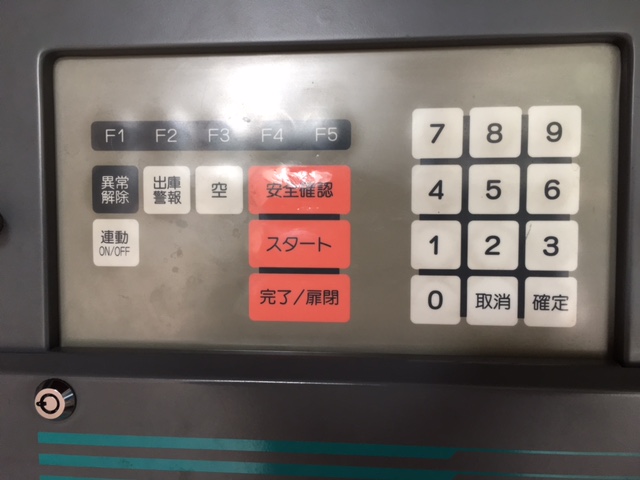 F1 F2 F3 F4 F5
異常
解除
出庫
警報
空
安全確認
連動
ON/OFF
スタート
完了/扉閉
7 8 9
4 5 6
1 2 3
0 取消 確定